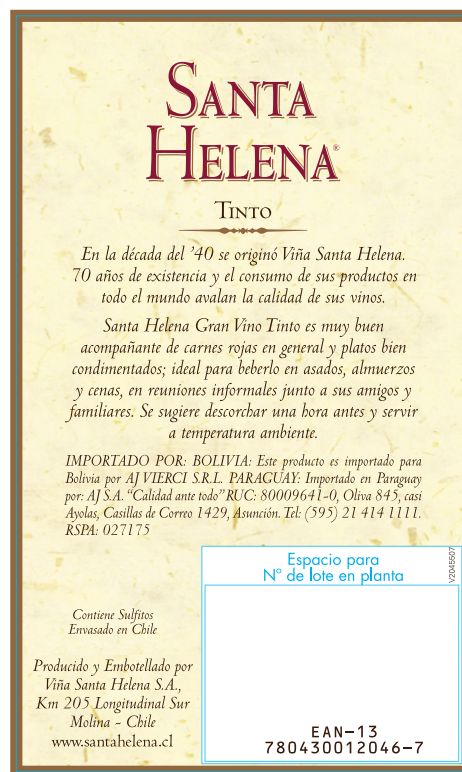 SANTA
HELENA®
TINTO
En la década del '40 se originó Viña Santa Helena.
70 años de existencia y el consumo de sus productos en
todo el mundo avalan la calidad de sus vinos.
Santa Helena Gran Vino Tinto es muy buen
acompañante de carnes rojas en general y platos bien
condimentados; ideal para beberlo en asados, almuerzos
y cenas, en reuniones informales junto a sus amigos y
familiares. Se sugiere descorchar una hora antes y servir
a temperatura ambiente.
IMPORTADO POR: BOLIVIA: Este producto es importado para
Bolivia por AJ VIERCI S.R.L. PARAGUAY: Importado en Paraguay
por: AJ S.A. “Calidad ante todo” RUC: 80009641-0, Oliva 845, casi
Ayolas, Casillas de Correo 1429, Asunción. Tel: (595) 21 414 1111.
RSPA: 027175
Espacio para
Nº de lote en planta
V2045507
Contiene Sulfitos
Envasado en Chile
Producido y Embotellado por
Viña Santa Helena S.A.,
Km 205 Longitudinal Sur
Molina - Chile
www.santahelena.cl
EAN-13
780430012046-7